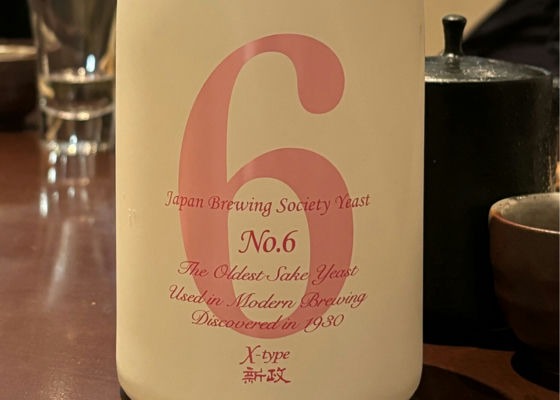 6
Japan Brewing Society Yeast
No.6
The Oldest Sake Yeast
Used in Modern Brewing
Discovered in 1930
X-type
新政